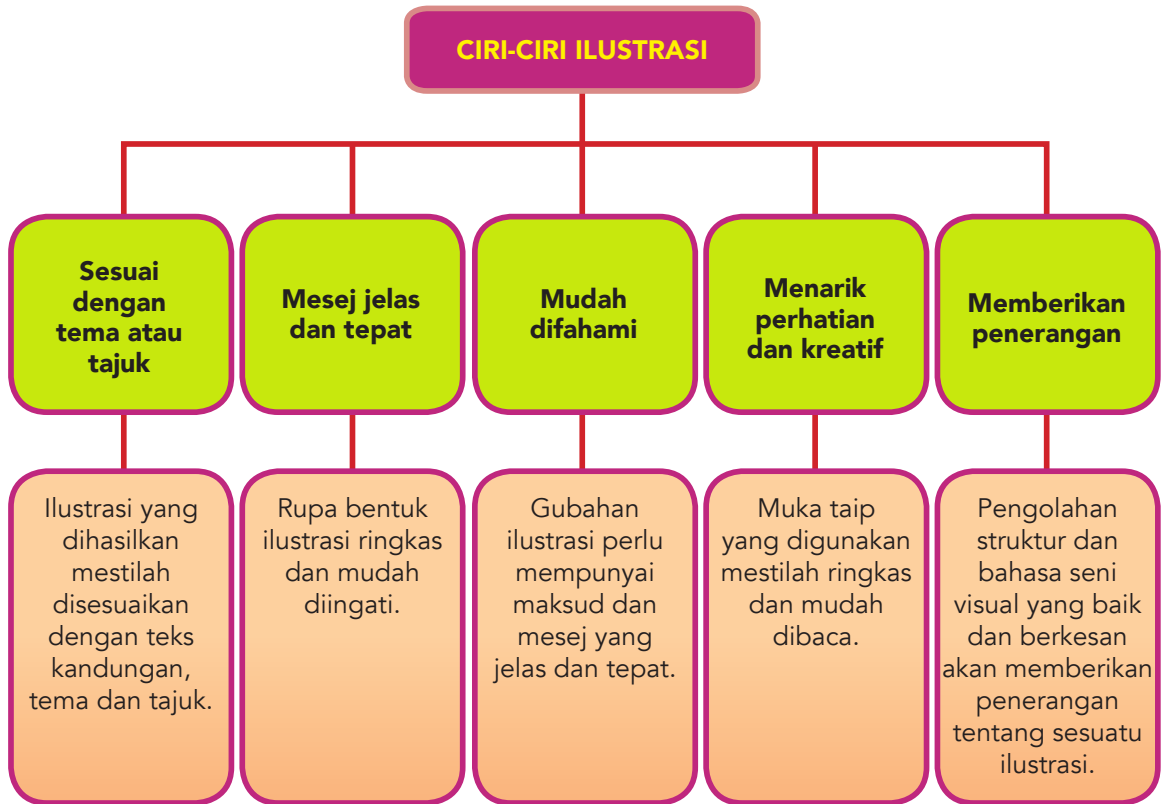 CIRI-CIRI ILUSTRASI
Sesuai
dengan
tema atau
tajuk
Mesej jelas
dan tepat
Mudah
difahami
Menarik
perhatian
dan kreatif
Memberikan
penerangan
Ilustrasi yang
dihasilkan
mestilah
disesuaikan
dengan teks
kandungan,
tema dan tajuk.
Rupa bentuk
ilustrasi ringkas
dan mudah
diingati.
Gubahan
ilustrasi perlu
mempunyai
maksud dan
mesej yang
jelas dan tepat.
Muka taip
yang digunakan
mestilah ringkas
dan mudah
dibaca.
Pengolahan
struktur dan
bahasa seni
visual yang baik
dan berkesan
akan memberikan
penerangan
tentang sesuatu
ilustrasi.